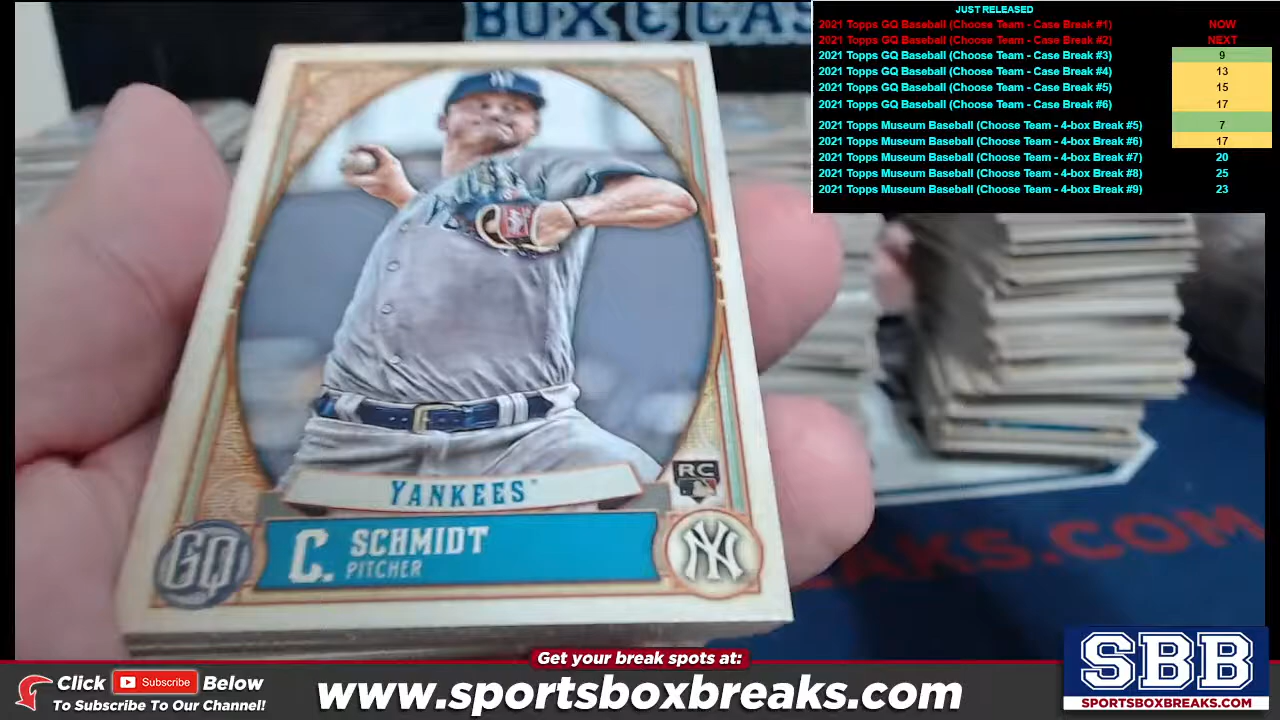 BOX & CAS
JUST RELEASED
2021 Topps GQ Baseball (Choose Team - Case Break #1) NOW
2021 Topps GQ Baseball (Choose Team - Case Break #2) NEXT
2021 Topps GQ Baseball (Choose Team - Case Break #3) 9
2021 Topps GQ Baseball (Choose Team - Case Break #4) 13
2021 Topps GQ Baseball (Choose Team - Case Break #5) 15
2021 Topps GQ Baseball (Choose Team - Case Break #6) 17
2021 Topps Museum Baseball (Choose Team - 4-box Break #5) 7
2021 Topps Museum Baseball (Choose Team - 4-box Break #6) 17
2021 Topps Museum Baseball (Choose Team - 4-box Break #7) 20
2021 Topps Museum Baseball (Choose Team - 4-box Break #8) 25
2021 Topps Museum Baseball (Choose Team - 4-box Break #9) 23
NY
RC
YANKEES
GQ C. SCHMIDT NY
PITCHER
EAKS.COM
Get your break spots at:
Click Subscribe Below
To Subscribe To Our Channel!
www.sportsboxbreaks.com
SBB
SPORTSBOXBREAKS.COM